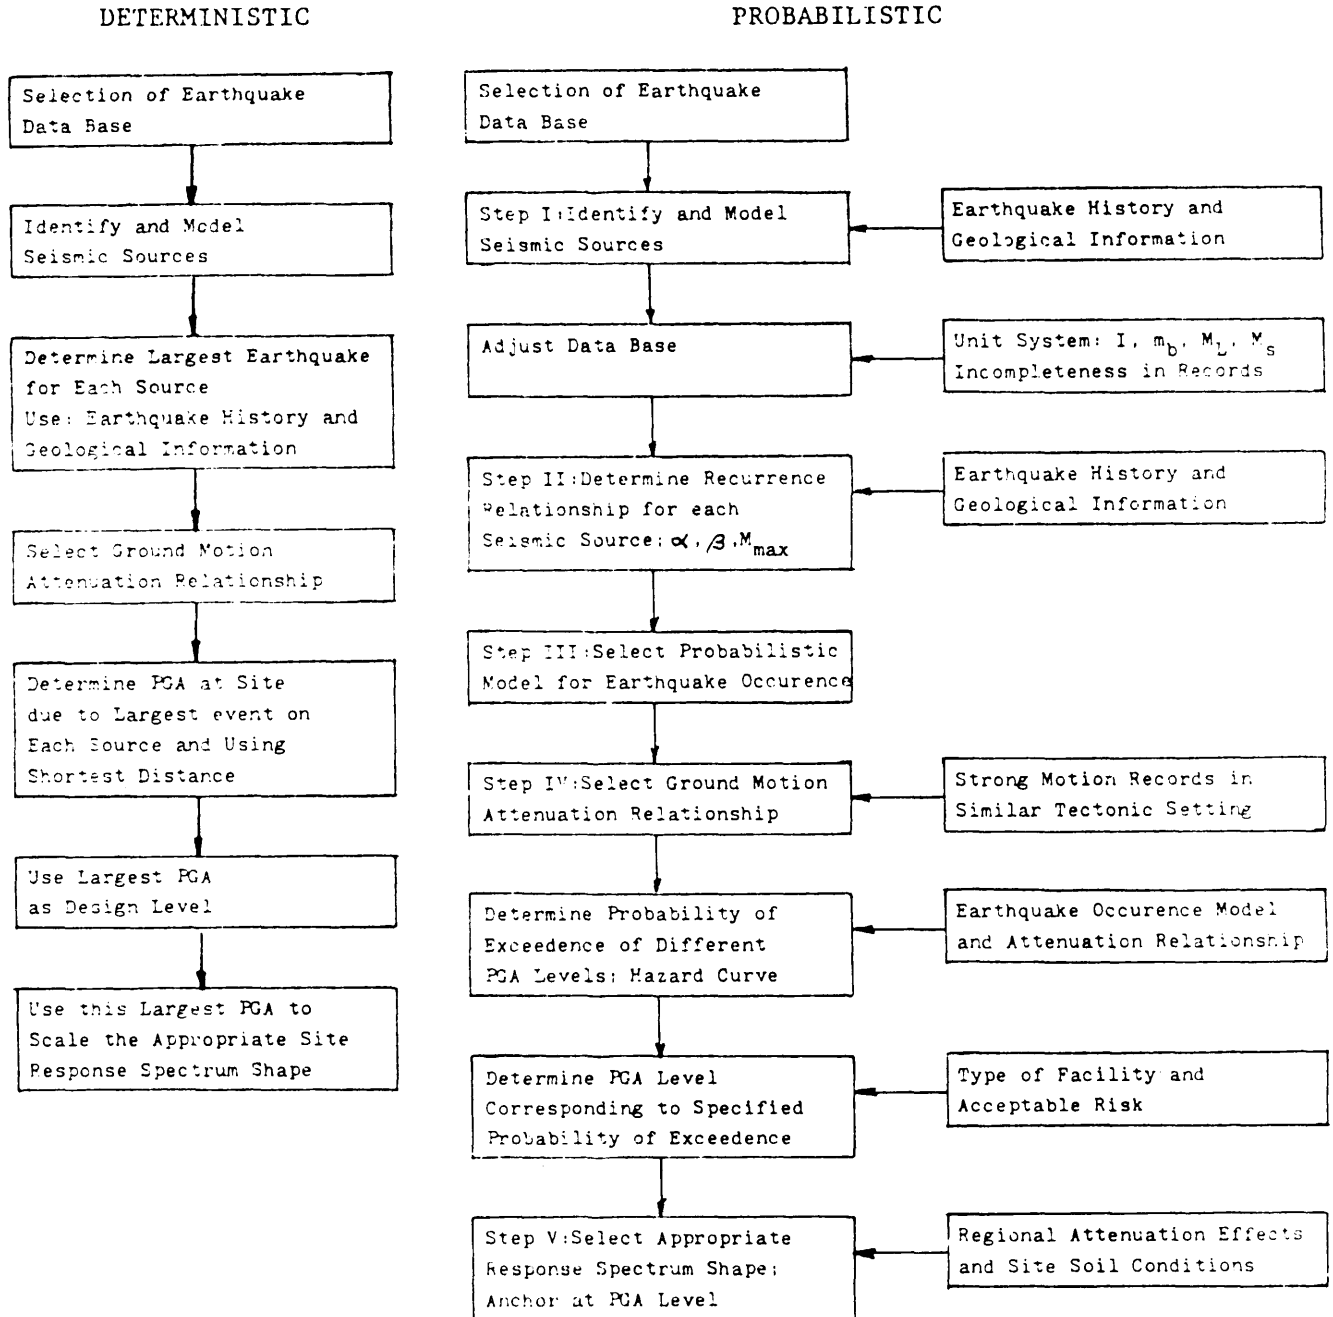 DETERMINISTIC
Selection of Earthquake
Data Base
Identify and Model
Seismic Sources
Determine Largest Earthquake
for Each Source
Use: Earthquake History and
Geological Information
Select Ground Motion
Attenuation Relationship
Determine PGA at Site
due to Largest event on
Each Source and Using
Shortest Distance
Use Largest PGA
as Design Level
Use this Largest PGA to
Scale the Appropriate Site
Response Spectrum Shape
PROBABILISTIC
Selection of Earthquake
Data Base
Step I:Identify and Model
Seismic Sources
Earthquake History and
Geological Information
Adjust Data Base
Unit System: I, m_b, M_L, M_s
Incompleteness in Records
Step II:Determine Recurrence
Relationship for each
Seismic Source: α, β, M_max
Earthquake History and
Geological Information
Step III:Select Probabilistic
Model for Earthquake Occurence
Step IV:Select Ground Motion
Attenuation Relationship
Strong Motion Records in
Similar Tectonic Setting
Determine Probability of
Exceedence of Different
PGA Levels; Hazard Curve
Earthquake Occurence Model
and Attenuation Relationship
Determine PGA Level
Corresponding to Specified
Probability of Exceedence
Type of Facility and
Acceptable Risk
Step V:Select Appropriate
Response Spectrum Shape;
Anchor at PGA Level
Regional Attenuation Effects
and Site Soil Conditions